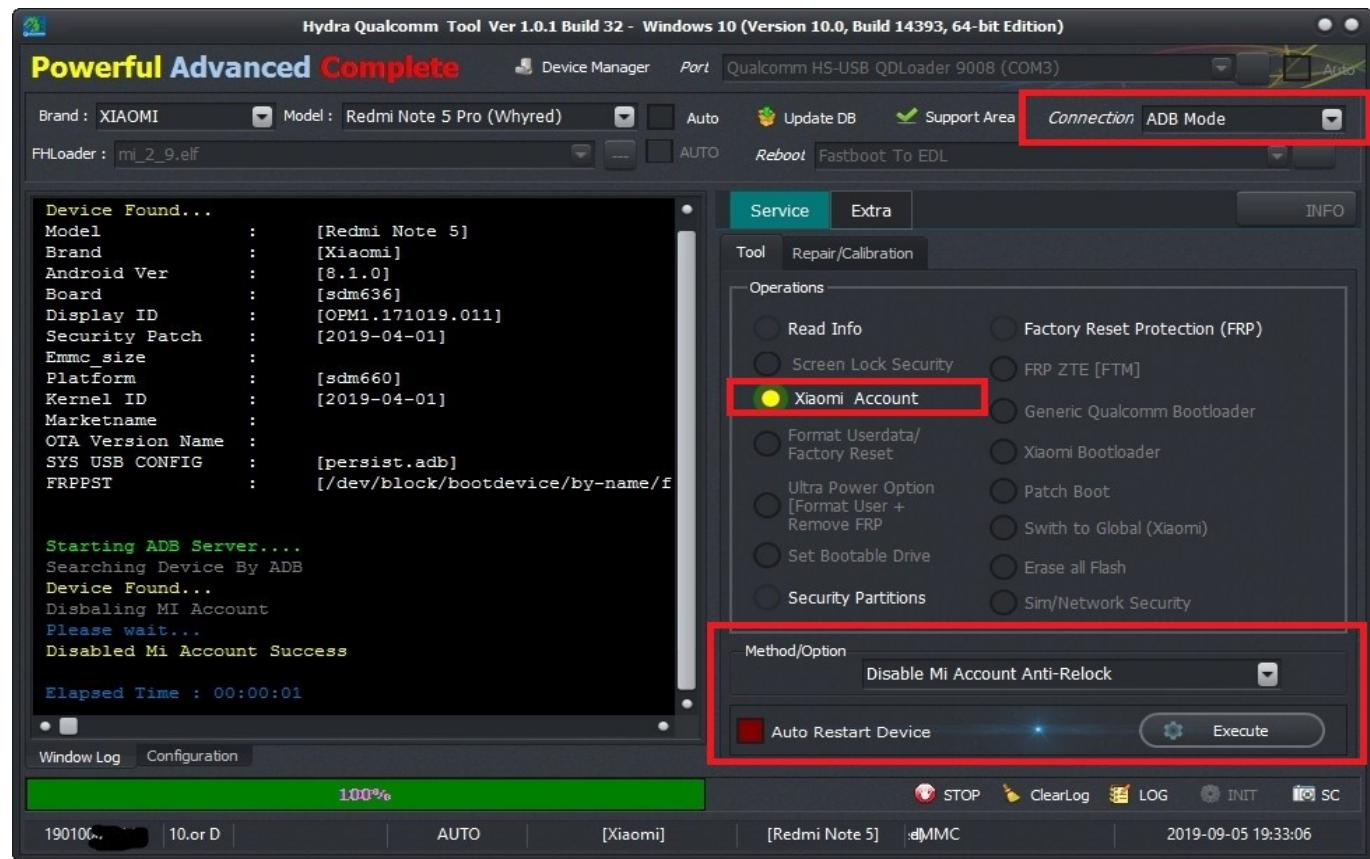 Hydra Qualcomm Tool Ver 1.0.1 Build 32 - Windows 10 (Version 10.0, Build 14393, 64-bit Edition)
Powerful Advanced Complete Device Manager Port Qualcomm HS-USB QDLoader 9008 (COM3) Auto
Brand : XIAOMI Model : Redmi Note 5 Pro (Whyred) Auto Update DB Support Area Connection ADB Mode
FHLoader : mi_2_9.elf ... AUTO Reboot Fastboot To EDL
Device Found...
Model : [Redmi Note 5]
Brand : [Xiaomi]
Android Ver : [8.1.0]
Board : [sdm636]
Display ID : [OPM1.171019.011]
Security Patch : [2019-04-01]
Emmc_size :
Platform : [sdm660]
Kernel ID : [2019-04-01]
Marketname :
OTA Version Name :
SYS USB CONFIG : [persist.adb]
FRPPST : [/dev/block/bootdevice/by-name/f
Starting ADB Server....
Searching Device By ADB
Device Found...
Disbaling MI Account
Please wait...
Disabled Mi Account Success
Elapsed Time : 00:00:01
Window Log Configuration
Service Extra INFO
Tool Repair/Calibration
Operations
Read Info
Screen Lock Security
Xiaomi Account
Format Userdata/
Factory Reset
Ultra Power Option
[Format User +
Remove FRP
Set Bootable Drive
Security Partitions
Factory Reset Protection (FRP)
FRP ZTE [FTM]
Generic Qualcomm Bootloader
Xiaomi Bootloader
Patch Boot
Swith to Global (Xiaomi)
Erase all Flash
Sim/Network Security
Method/Option
Disable Mi Account Anti-Relock
Auto Restart Device Execute
100% STOP ClearLog LOG INIT SC
10.or D AUTO [Xiaomi] [Redmi Note 5] 2019-09-05 19:33:06